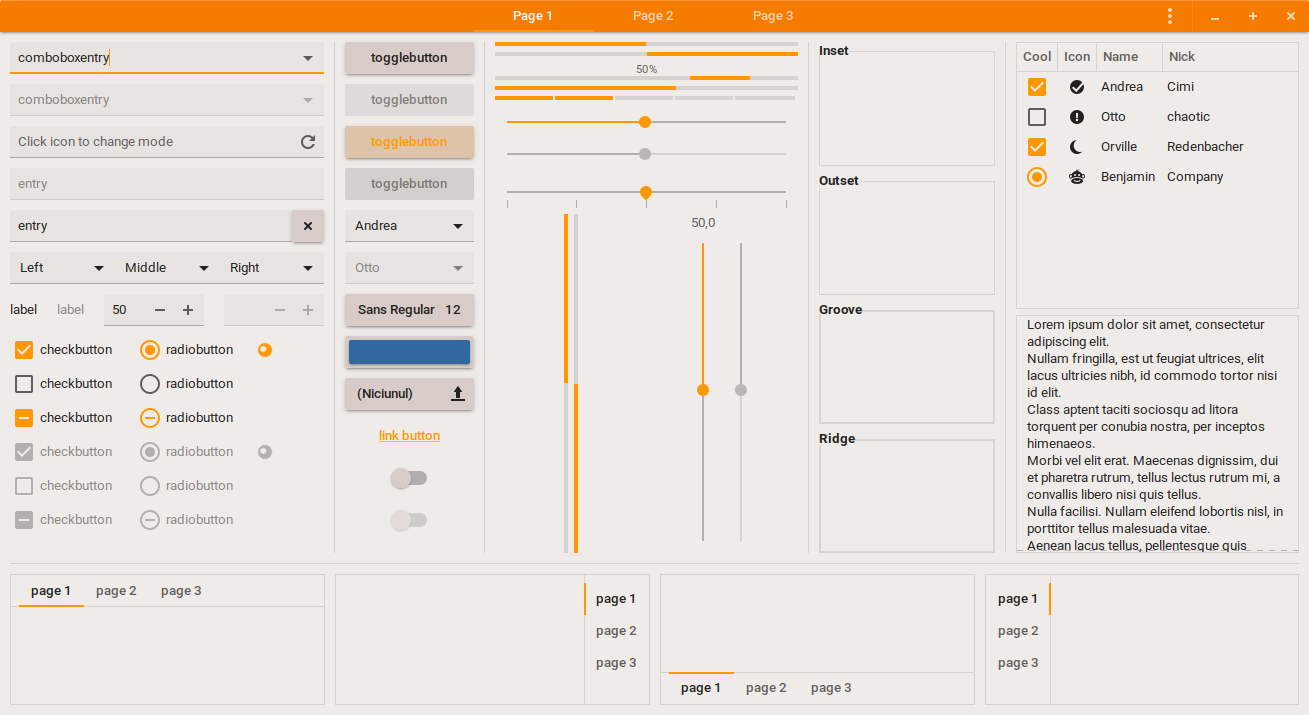 Page 1 Page 2 Page 3
comboboxentry
comboboxentry
Click icon to change mode
entry
entry
Left Middle Right
label label 50
checkbutton radiobutton
checkbutton radiobutton
checkbutton radiobutton
checkbutton radiobutton
checkbutton radiobutton
checkbutton radiobutton
togglebutton
togglebutton
togglebutton
togglebutton
Andrea
Otto
Sans Regular 12
(Niciunul)
link button
50%
50,0
Inset
Outset
Groove
Ridge
Cool Icon Name Nick
Andrea Cimi
Otto chaotic
Orville Redenbacher
Benjamin Company
Lorem ipsum dolor sit amet, consectetur
adipiscing elit.
Nullam fringilla, est ut feugiat ultrices, elit
lacus ultricies nibh, id commodo tortor nisi
id elit.
Class aptent taciti sociosqu ad litora
torquent per conubia nostra, per inceptos
himenaeos.
Morbi vel elit erat. Maecenas dignissim, dui
et pharetra rutrum, tellus lectus rutrum mi, a
convallis libero nisi quis tellus.
Nulla facilisi. Nullam eleifend lobortis nisl, in
porttitor tellus malesuada vitae.
Aenean lacus tellus, pellentesque quis
page 1 page 2 page 3
page 1
page 2
page 3
page 1 page 2 page 3
page 1
page 2
page 3